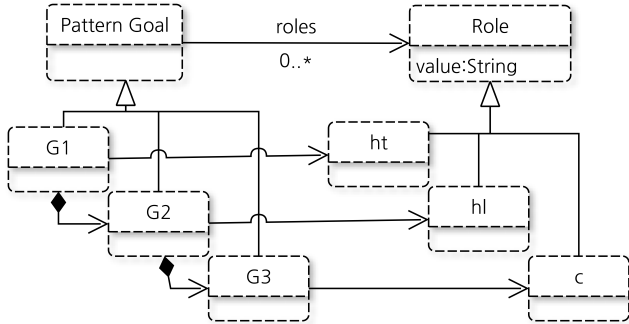 Pattern Goal
roles
0..*
Role
value:String
G1
ht
G2
hl
G3
c